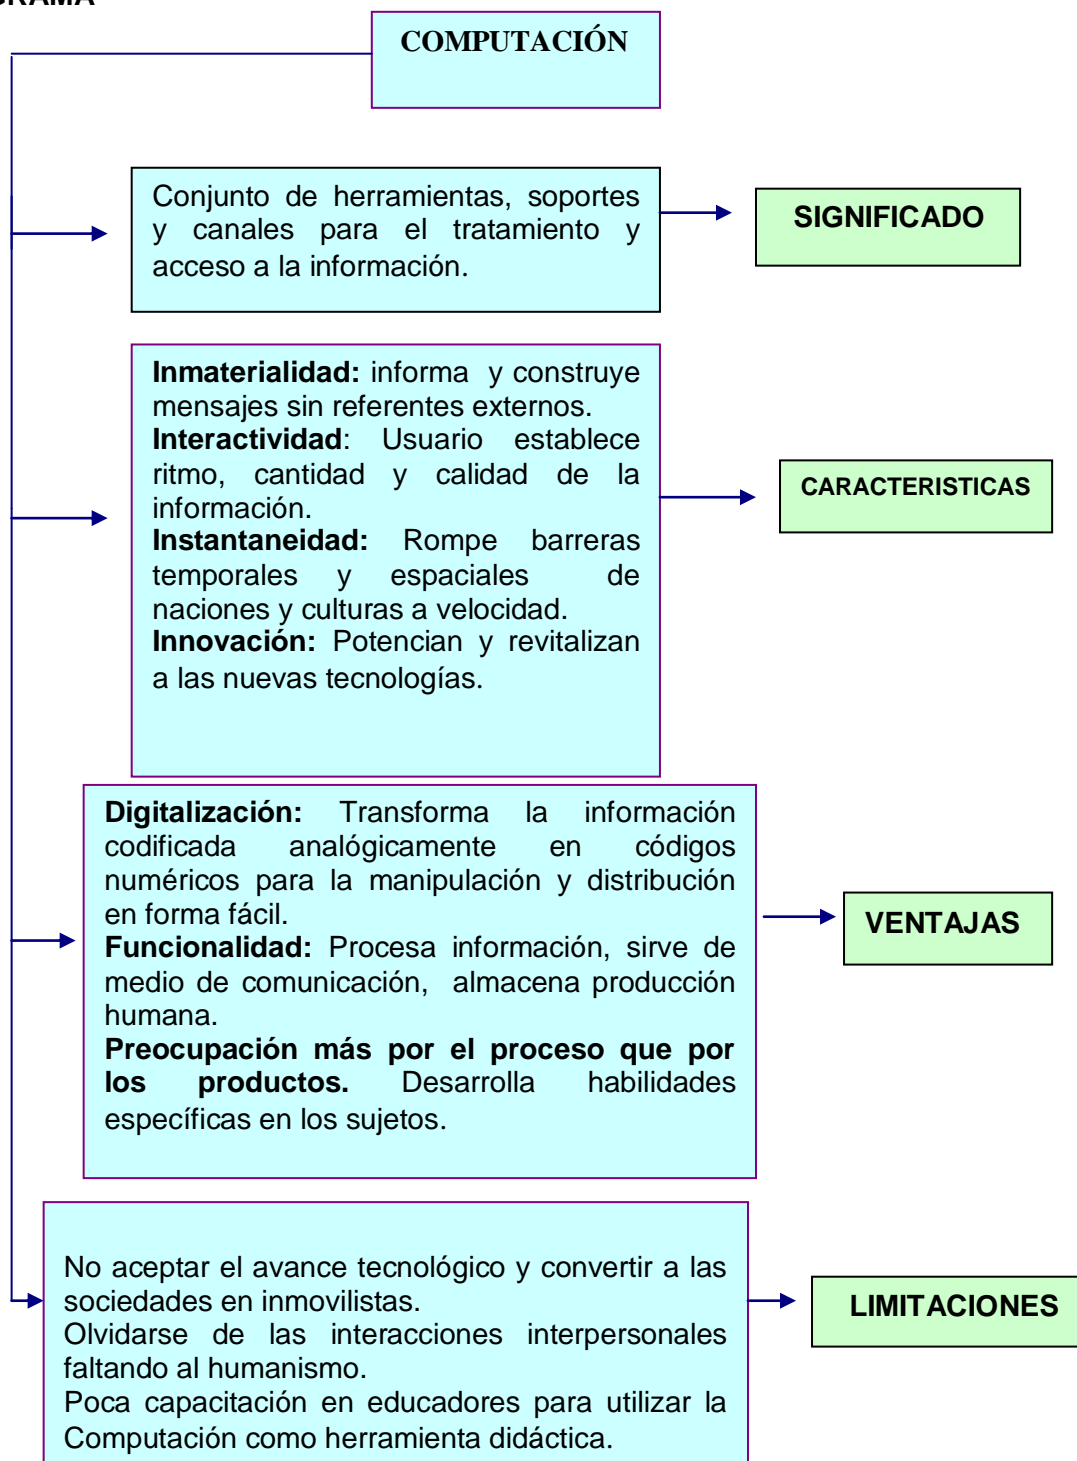 COMPUTACIÓN
Conjunto de herramientas, soportes
y canales para el tratamiento y
acceso a la información.
SIGNIFICADO
Inmaterialidad: informa y construye
mensajes sin referentes externos.
Interactividad: Usuario establece
ritmo, cantidad y calidad de la
información.
Instantaneidad: Rompe barreras
temporales y espaciales de
naciones y culturas a velocidad.
Innovación: Potencian y revitalizan
a las nuevas tecnologías.
CARACTERISTICAS
Digitalización: Transforma la información
codificada analógicamente en códigos
numéricos para la manipulación y distribución
en forma fácil.
Funcionalidad: Procesa información, sirve de
medio de comunicación, almacena producción
humana.
Preocupación más por el proceso que por
los productos. Desarrolla habilidades
específicas en los sujetos.
VENTAJAS
No aceptar el avance tecnológico y convertir a las
sociedades en inmovilistas.
Olvidarse de las interacciones interpersonales
faltando al humanismo.
Poca capacitación en educadores para utilizar la
Computación como herramienta didáctica.
LIMITACIONES